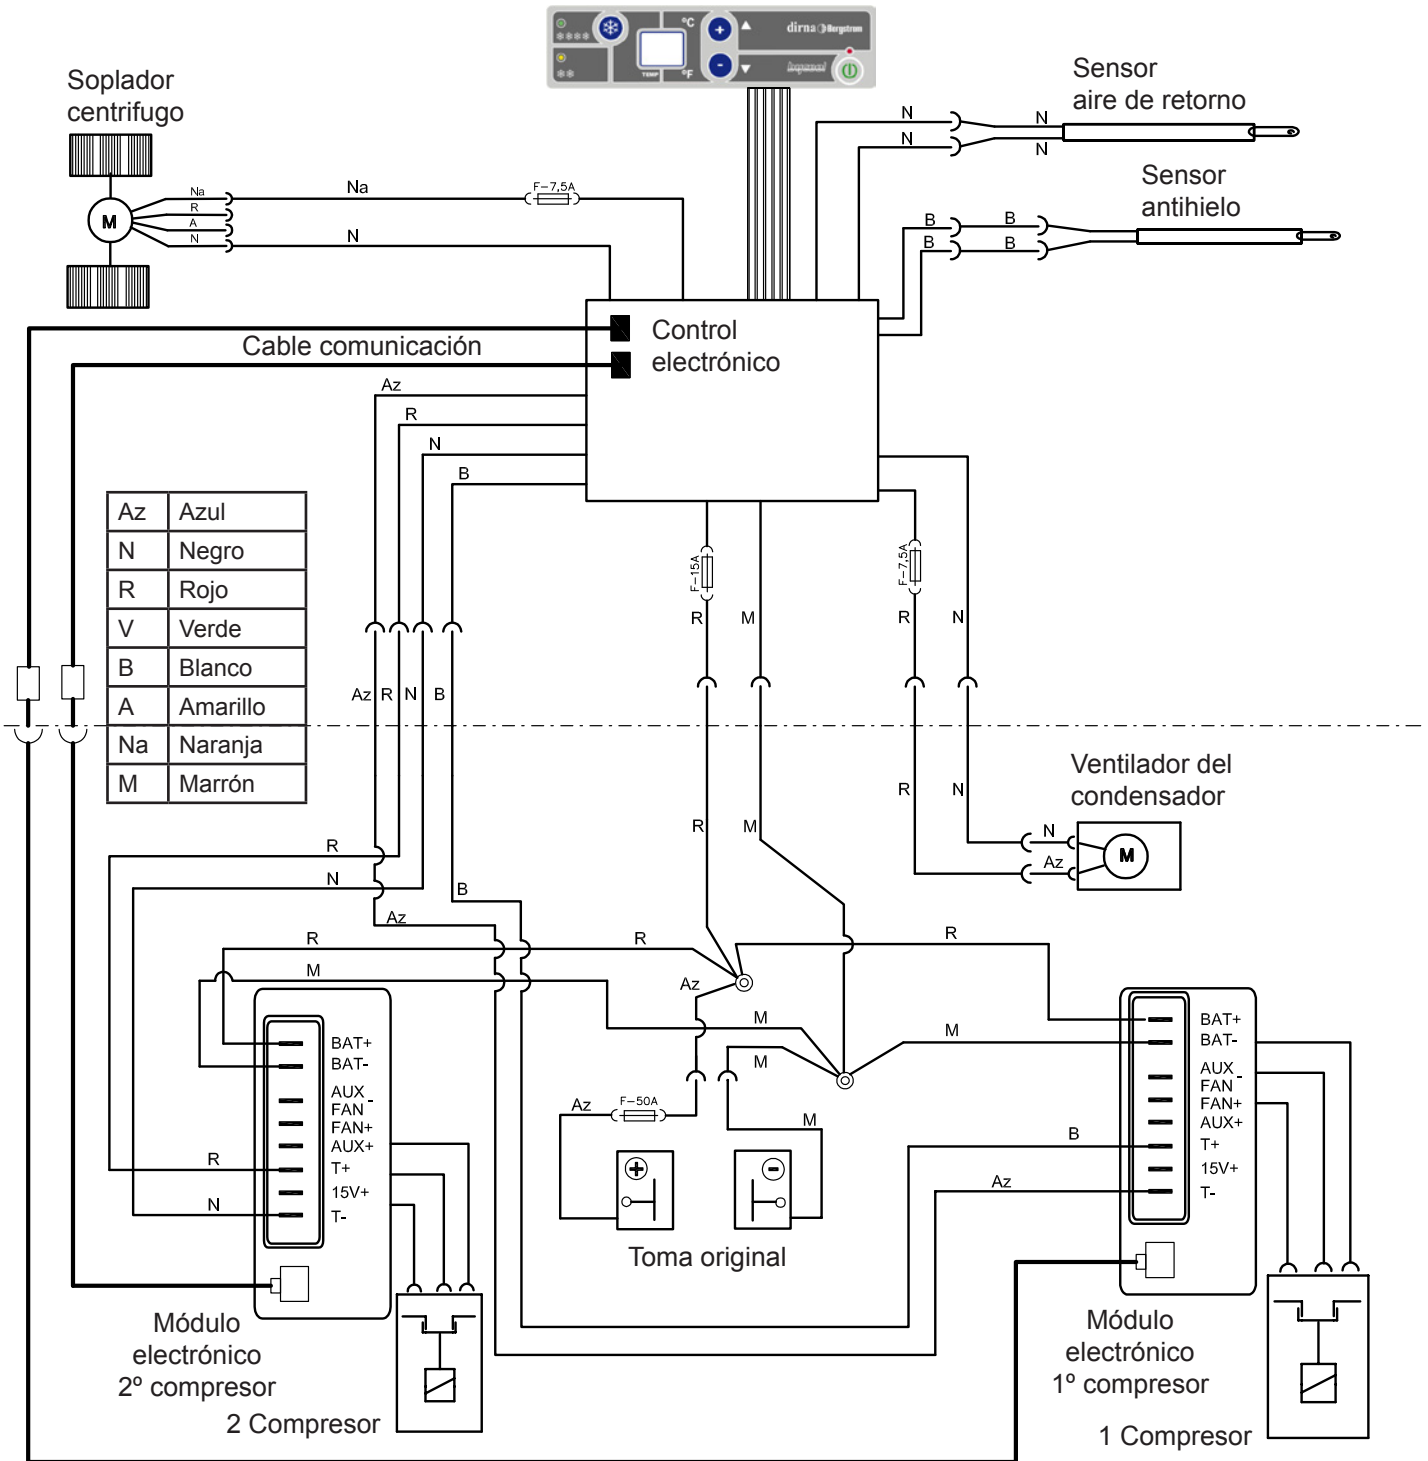 °C
dirna Bergstrom
❄❄❄❄
❄❄
TEMP
°F
Soplador
centrifugo
Sensor
aire de retorno
Sensor
antihielo
N
N
N
N
Na
R
A
N
Na
F-7,5A
N
M
B
B
B
B
Control
electrónico
Cable comunicación
Az
R
N
B
Az Azul
N Negro
R Rojo
V Verde
B Blanco
A Amarillo
Na Naranja
M Marrón
F-15A
F-7,5A
R
M
R
N
Az
R
N
B
R
N
Ventilador del
condensador
R
M
N
Az
M
R
N
B
Az
R
R
R
M
Az
M
M
M
BAT+
BAT-
AUX
FAN -
FAN+
AUX+
T+
15V+
T-
BAT+
BAT-
AUX
FAN -
FAN+
AUX+
T+
15V+
T-
Az
F-50A
M
R
N
B
Az
+
-
Toma original
Módulo
electrónico
2º compresor
2 Compresor
Módulo
electrónico
1º compresor
1 Compresor